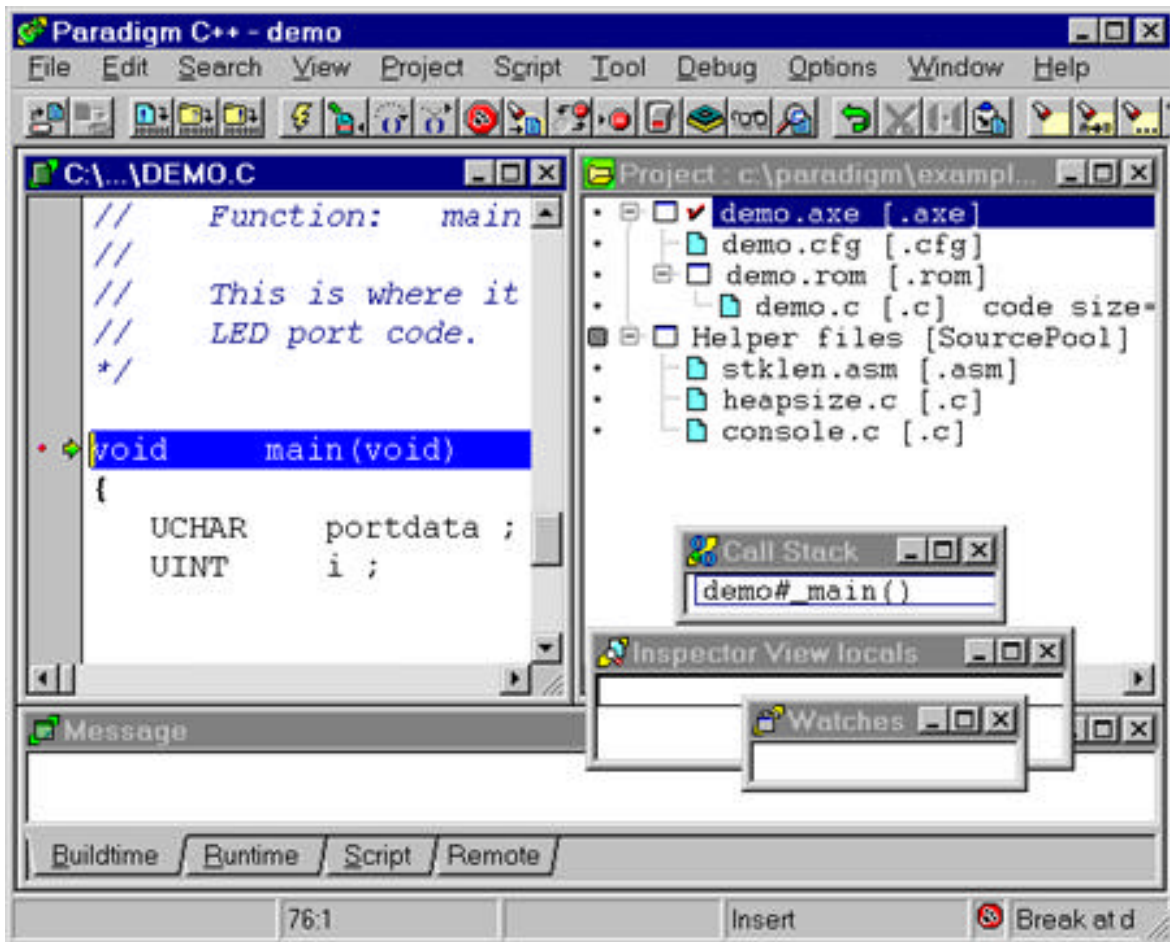 Paradigm C++ - demo
File Edit Search View Project Script Tool Debug Options Window Help
C:\...\DEMO.C
// Function: main
//
// This is where it
// LED port code.
*/
void main(void)
{
UCHAR portdata ;
UINT i ;
Project : c:\paradigm\exampl...
demo.axe [.axe]
demo.cfg [.cfg]
demo.rom [.rom]
demo.c [.c] code size=
Helper files [SourcePool]
stklen.asm [.asm]
heapsize.c [.c]
console.c [.c]
Call Stack
demo#_main()
Inspector View locals
Watches
Message
Buildtime Runtime Script Remote
76:1 Insert Break at d